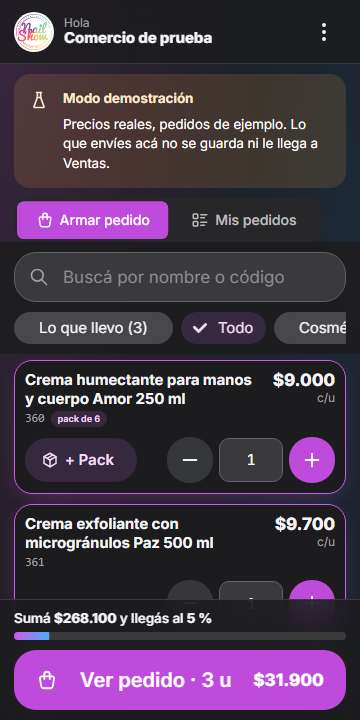 Nail
Show
Hola
Comercio de prueba
Modo demostración
Precios reales, pedidos de ejemplo. Lo
que envíes acá no se guarda ni le llega a
Ventas.
Armar pedido
Mis pedidos
Buscá por nombre o código
Lo que llevo (3)
Todo
Cosmé
Crema humectante para manos
y cuerpo Amor 250 ml
$9.000
c/u
360
pack de 6
+ Pack
1
Crema exfoliante con
microgránulos Paz 500 ml
$9.700
c/u
361
Sumá $268.100 y llegás al 5 %
Ver pedido · 3 u
$31.900